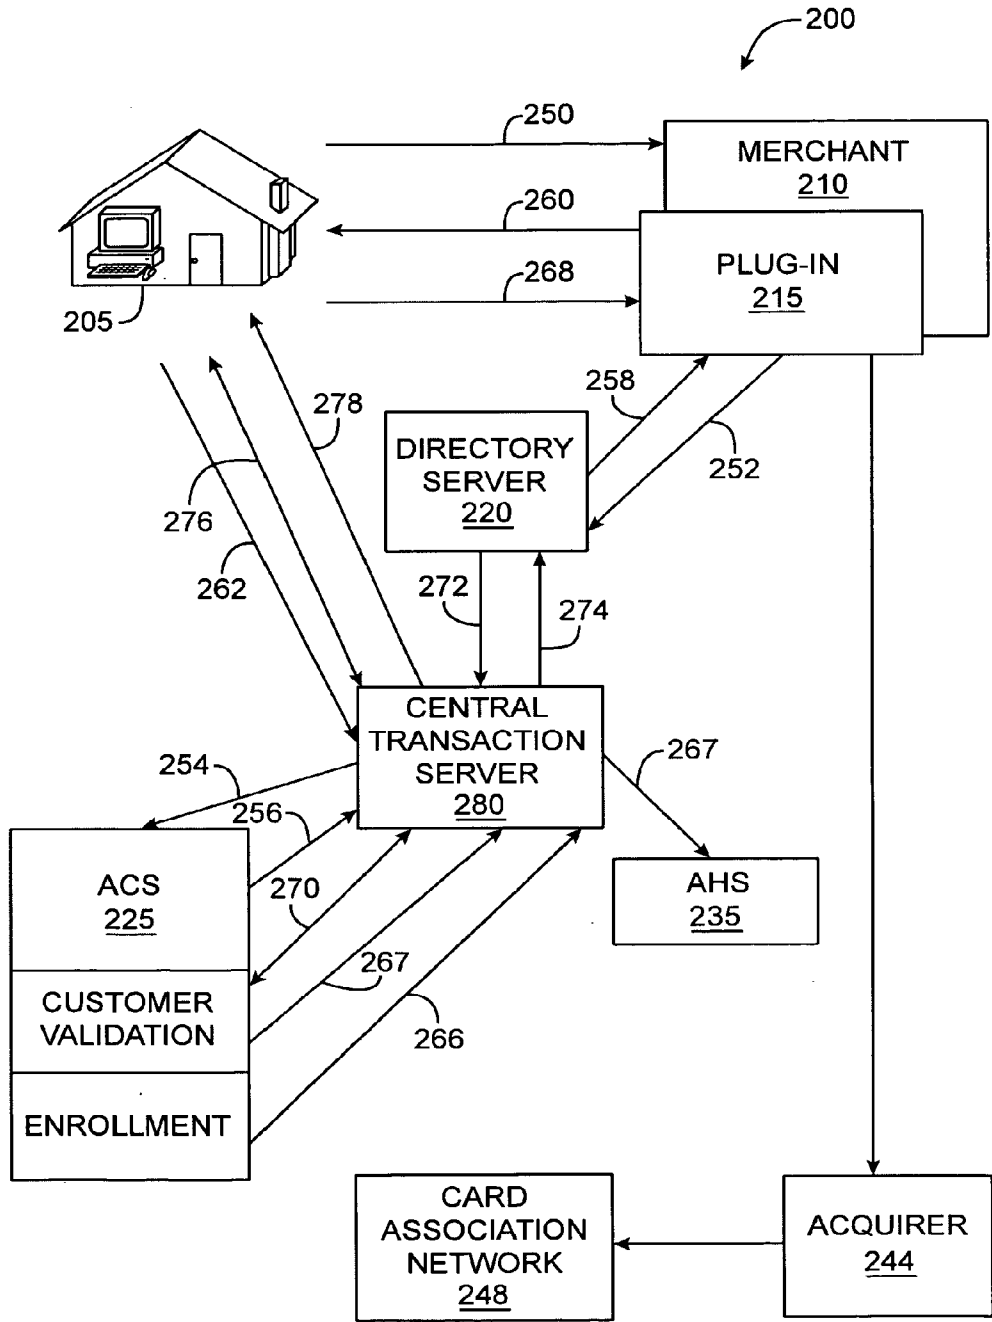 200
250
MERCHANT
210
260
PLUG-IN
215
268
205
278
258
252
DIRECTORY
SERVER
220
276
262
272
274
CENTRAL
TRANSACTION
SERVER
280
254
267
256
ACS
225
270
AHS
235
267
CUSTOMER
VALIDATION
266
ENROLLMENT
CARD
ASSOCIATION
NETWORK
248
ACQUIRER
244